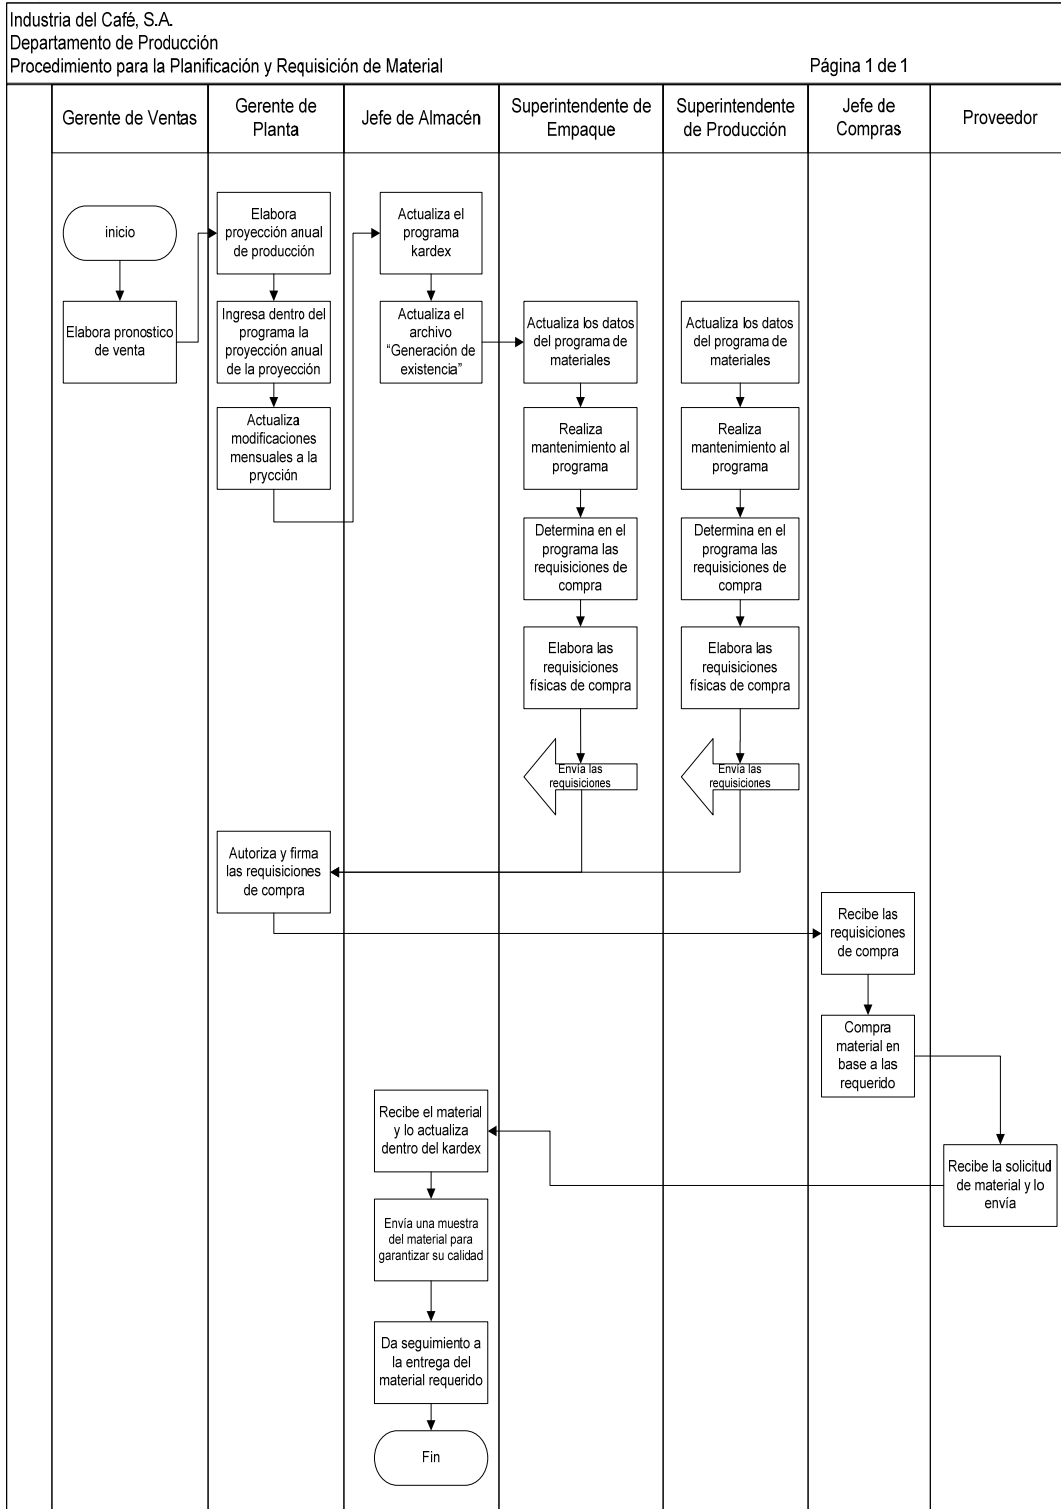 Industria del Café, S.A.
Departamento de Producción
Procedimiento para la Planificación y Requisición de Material
Página 1 de 1
Gerente de Ventas
Gerente de
Planta
Jefe de Almacén
Superintendente de
Empaque
Superintendente
de Producción
Jefe de
Compras
Proveedor
inicio
Elabora pronostico
de venta
Elabora
proyección anual
de producción
Ingresa dentro del
programa la
proyección anual
de la proyección
Actualiza
modificaciones
mensuales a la
prycción
Actualiza el
programa
kardex
Actualiza el
archivo
“Generación de
existencia”
Actualiza los datos
del programa de
materiales
Realiza
mantenimiento al
programa
Determina en el
programa las
requisiciones de
compra
Elabora las
requisiciones
físicas de compra
Envía las
requisiciones
Actualiza los datos
del programa de
materiales
Realiza
mantenimiento al
programa
Determina en el
programa las
requisiciones de
compra
Elabora las
requisiciones
físicas de compra
Envía las
requisiciones
Autoriza y firma
las requisiciones
de compra
Recibe las
requisiciones
de compra
Compra
material en
base a las
requerido
Recibe la solicitud
de material y lo
envía
Recibe el material
y lo actualiza
dentro del kardex
Envía una muestra
del material para
garantizar su calidad
Da seguimiento a
la entrega del
material requerido
Fin